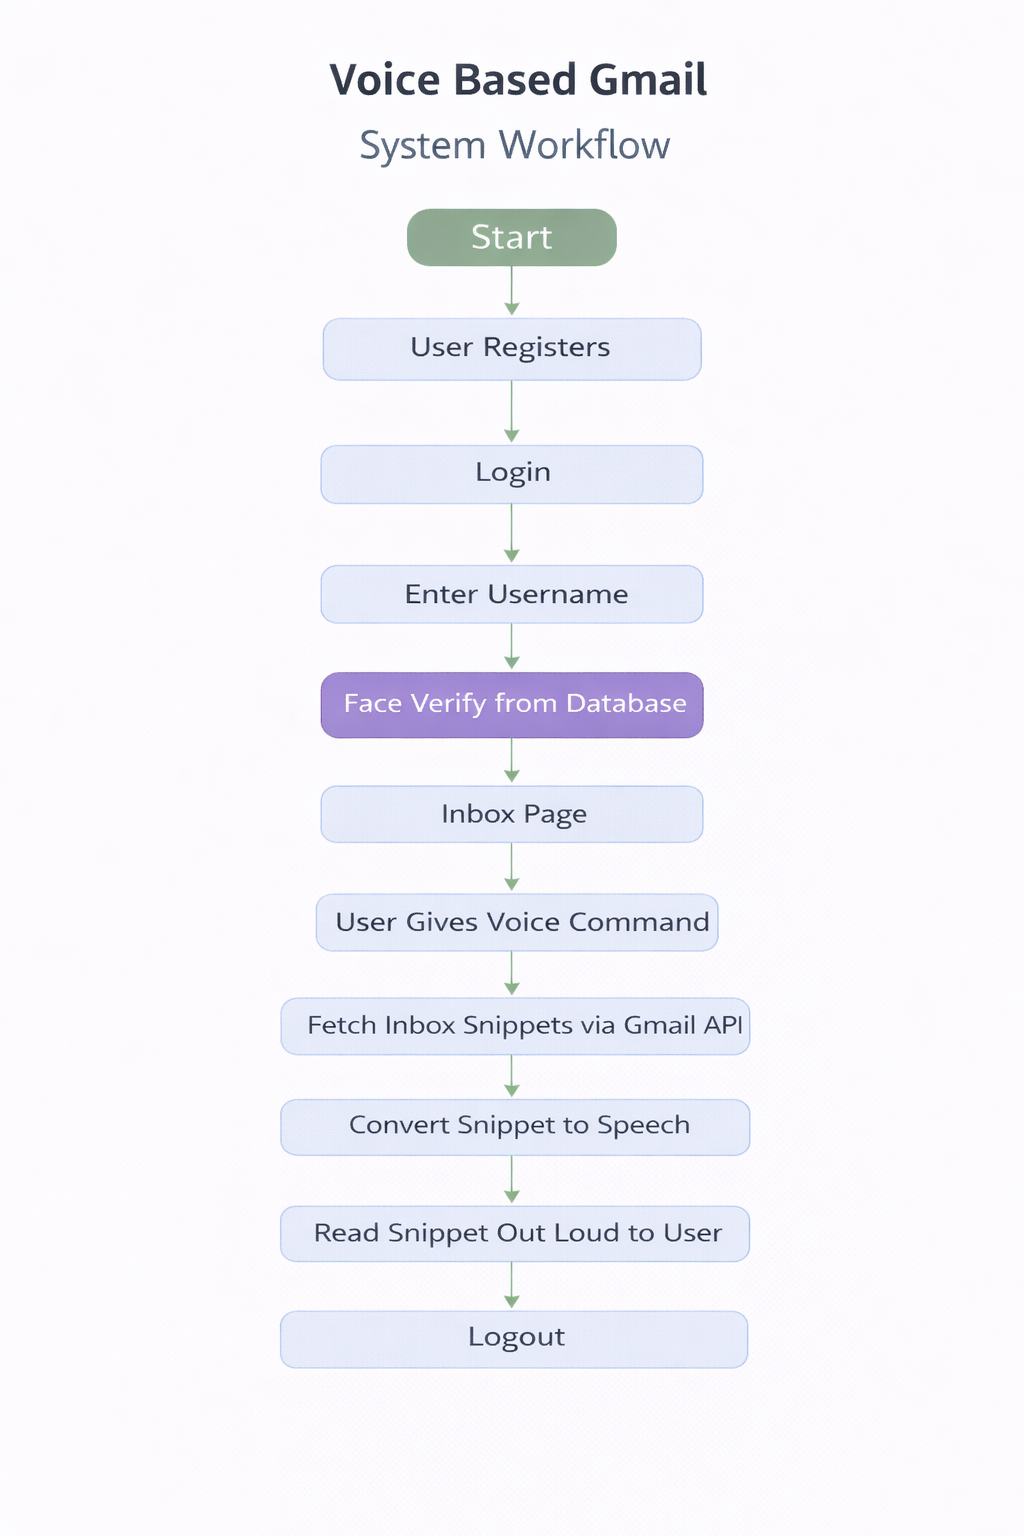 Voice Based Gmail
System Workflow
Start
User Registers
Login
Enter Username
Face Verify from Database
Inbox Page
User Gives Voice Command
Fetch Inbox Snippets via Gmail API
Convert Snippet to Speech
Read Snippet Out Loud to User
Logout